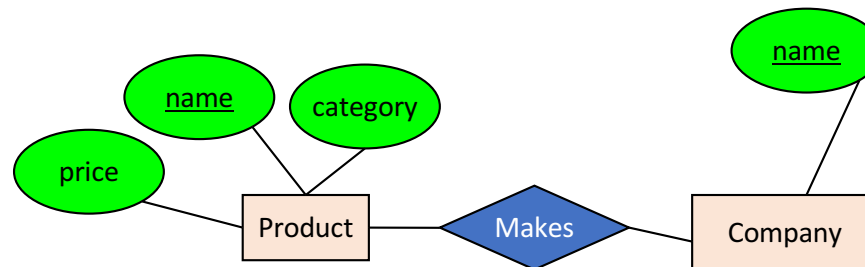 name
name
category
price
Product
Makes
Company